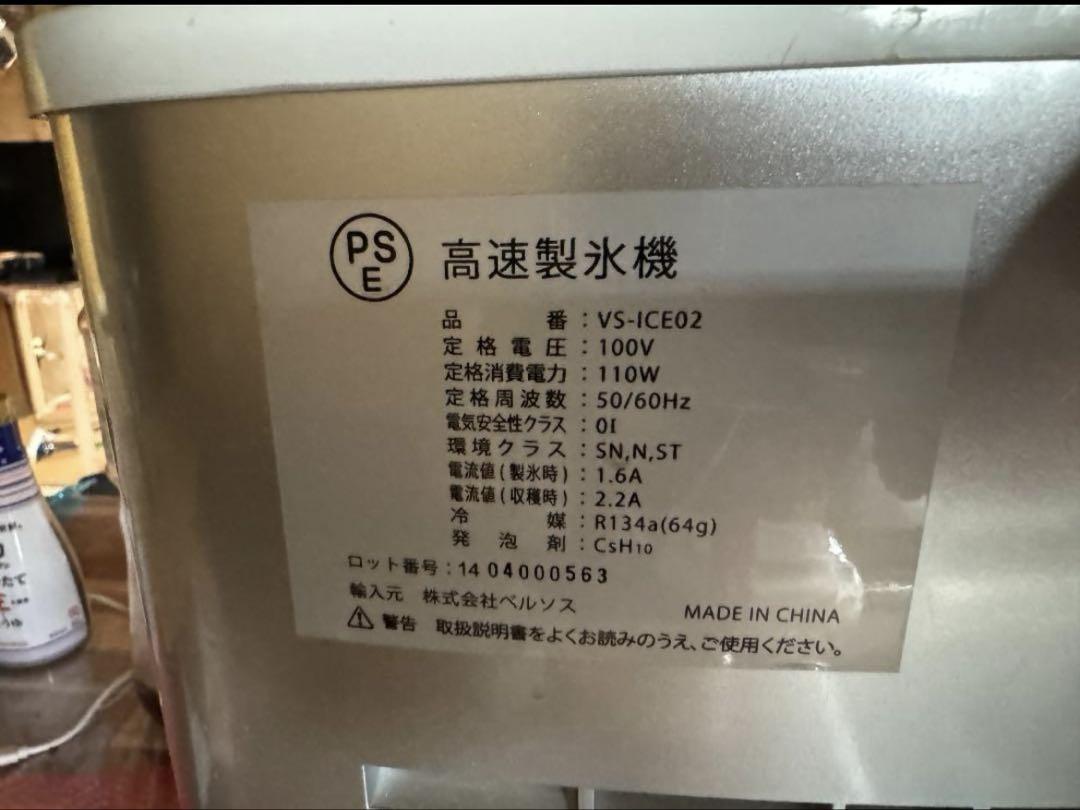 PS
E
高速製氷機
品番：VS-ICE02
定格電圧：100V
定格消費電力：110W
定格周波数：50/60Hz
電気安全性クラス：0I
環境クラス：SN,N,ST
電流値(製氷時)：1.6A
電流値(収穫時)：2.2A
冷媒：R134a(64g)
発泡剤：CsH10
ロット番号：14 04000563
輸入元 株式会社ベルソス
MADE IN CHINA
⚠ 警告 取扱説明書をよくお読みのうえ、ご使用ください。